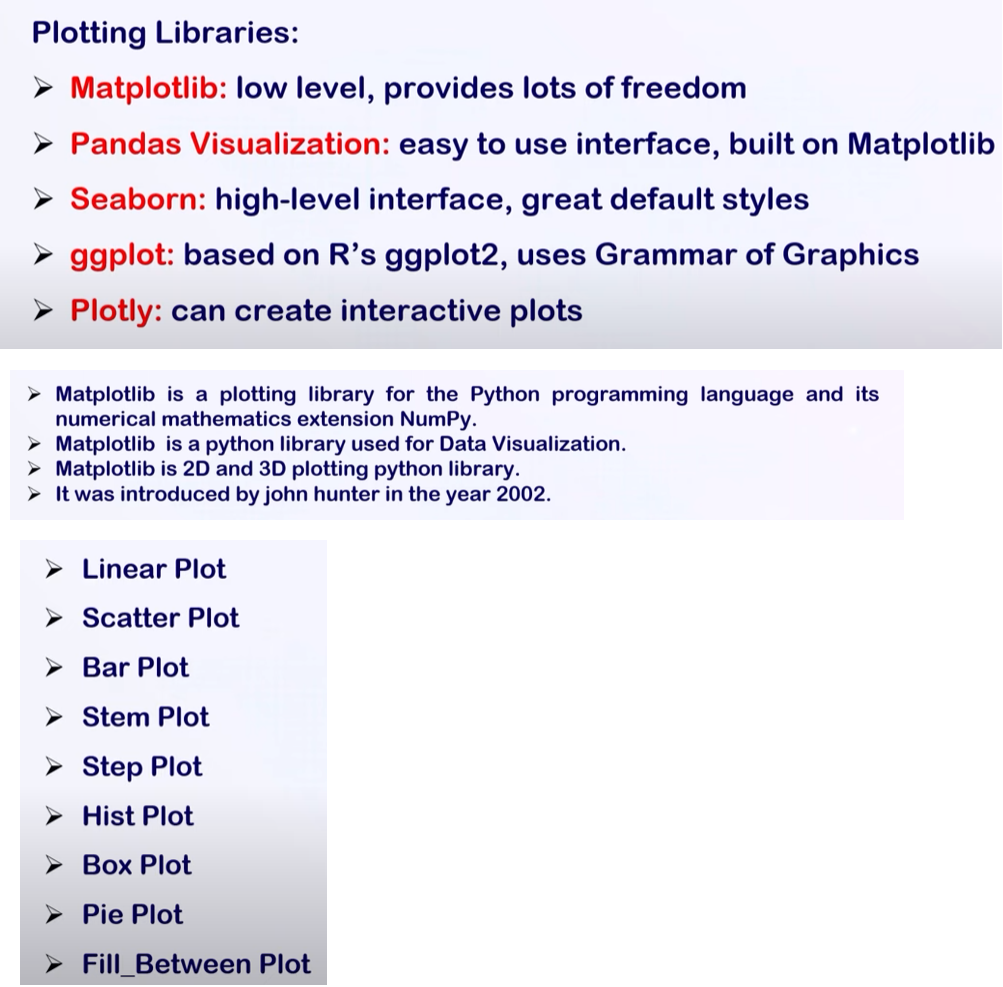 Plotting Libraries:
➢ Matplotlib: low level, provides lots of freedom
➢ Pandas Visualization: easy to use interface, built on Matplotlib
➢ Seaborn: high-level interface, great default styles
➢ ggplot: based on R's ggplot2, uses Grammar of Graphics
➢ Plotly: can create interactive plots
➢ Matplotlib is a plotting library for the Python programming language and its
numerical mathematics extension NumPy.
➢ Matplotlib is a python library used for Data Visualization.
➢ Matplotlib is 2D and 3D plotting python library.
➢ It was introduced by john hunter in the year 2002.
➢ Linear Plot
➢ Scatter Plot
➢ Bar Plot
➢ Stem Plot
➢ Step Plot
➢ Hist Plot
➢ Box Plot
➢ Pie Plot
➢ Fill_Between Plot